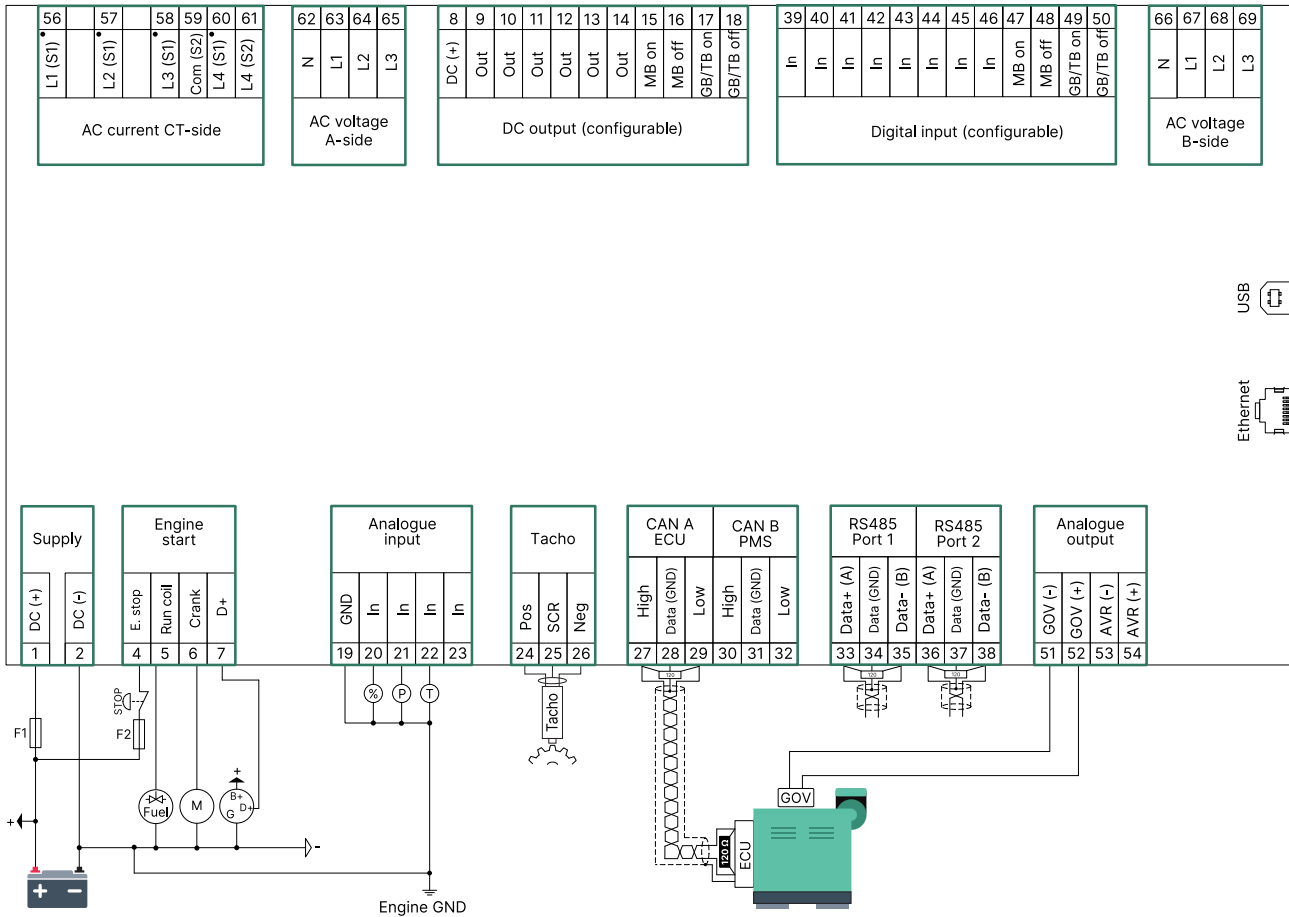 56 57 58 59 60 61
L1 (S1) L2 (S1) L3 (S1) Com (S2) L4 (S1) L4 (S2)
AC current CT-side
62 63 64 65
N L1 L2 L3
AC voltage
A-side
8 9 10 11 12 13 14 15 16 17 18
DC (+) Out Out Out Out Out Out MB on MB off GB/TB on GB/TB off
DC output (configurable)
39 40 41 42 43 44 45 46 47 48 49 50
In In In In In In In In MB on MB off GB/TB on GB/TB off
Digital input (configurable)
66 67 68 69
N L1 L2 L3
AC voltage
B-side
USB
Ethernet
Supply
DC (+) DC (-)
1 2
Engine
start
E. stop Run coil Crank D+
4 5 6 7
Analogue
input
GND In In In In
19 20 21 22 23
Tacho
Pos SCR Neg
24 25 26
CAN A
ECU
High Data (GND) Low
27 28 29
CAN B
PMS
High Data (GND) Low
30 31 32
RS485
Port 1
Data+ (A) Data (GND) Data- (B)
33 34 35
RS485
Port 2
Data+ (A) Data (GND) Data- (B)
36 37 38
Analogue
output
GOV (-) GOV (+) AVR (-) AVR (+)
51 52 53 54
120
120
120
STOP
F1
F2
% P T
Tacho
+
Fuel
M
B+
G D+
+
-
+ -
Engine GND
GOV
120 Ω
ECU